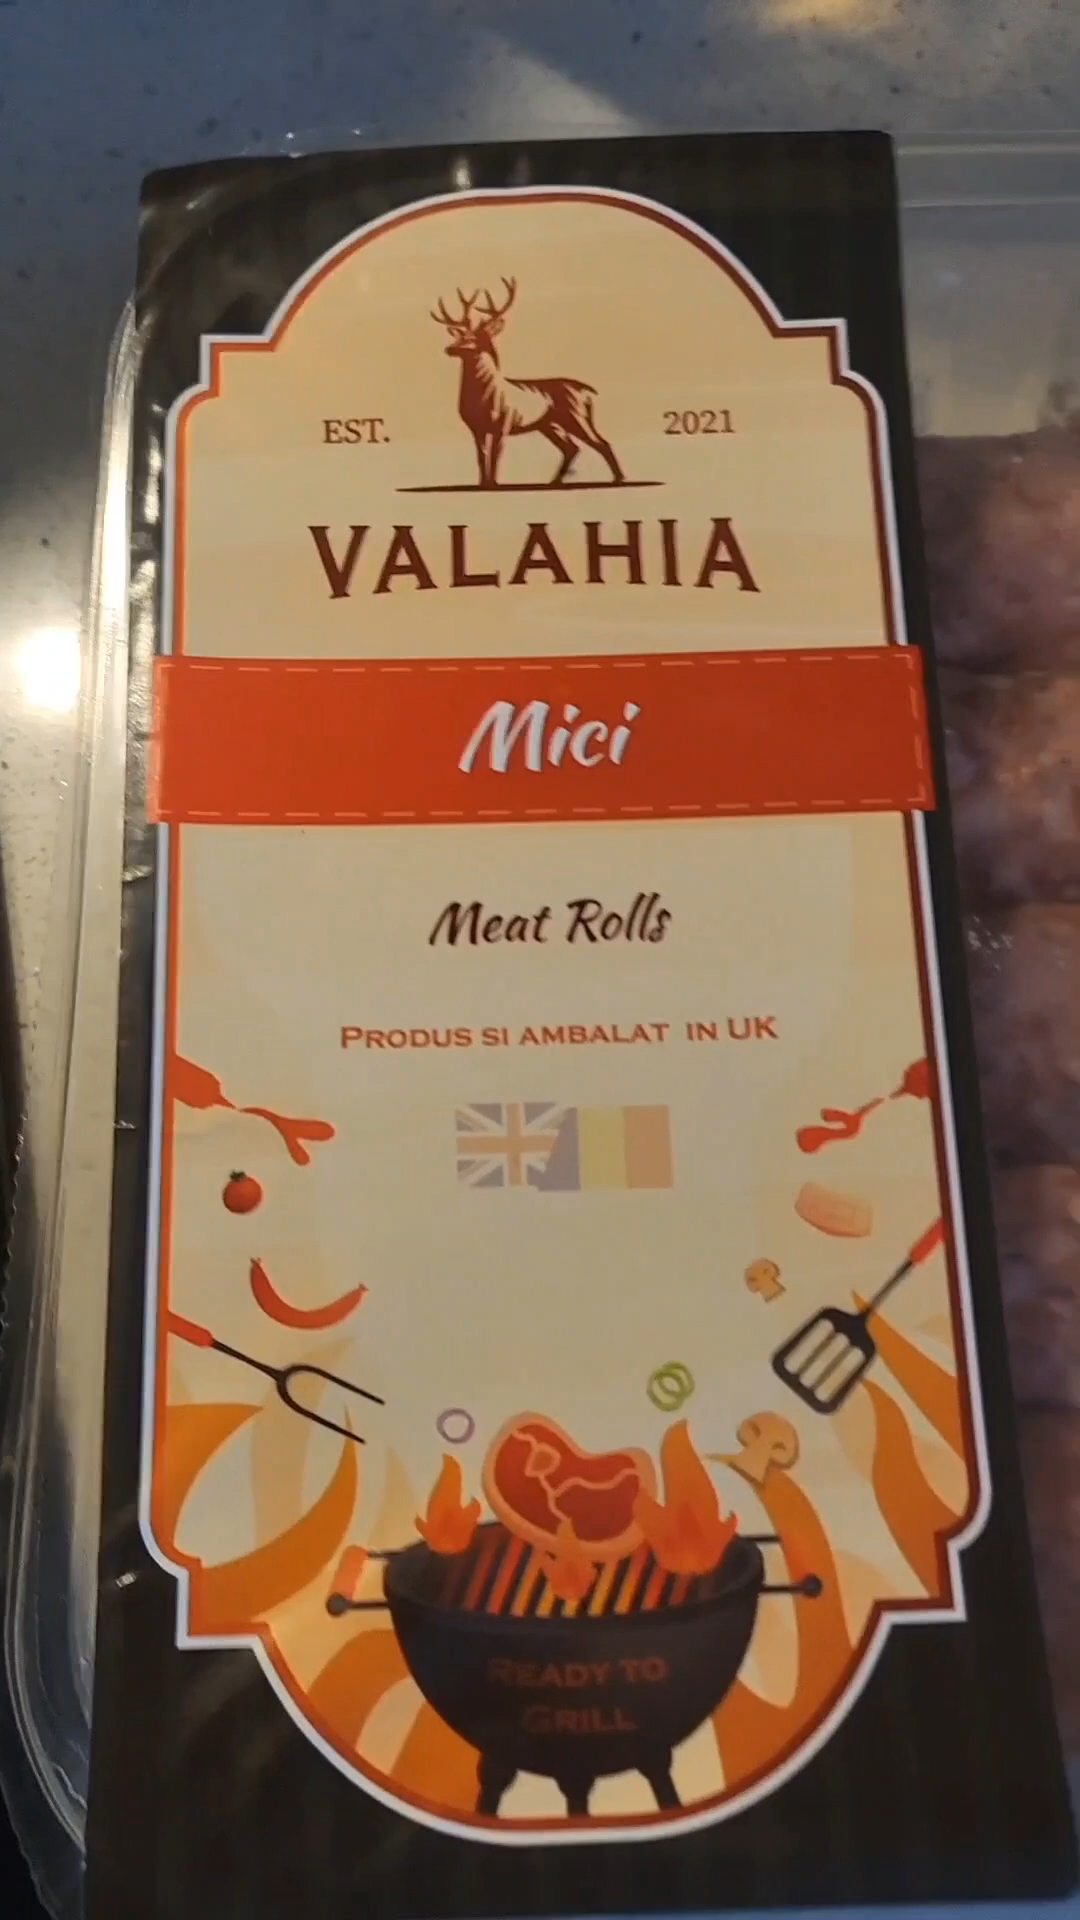 EST. 2021
VALAHIA
Mici
Meat Rolls
PRODUS SI AMBALAT IN UK
READY TO
GRILL